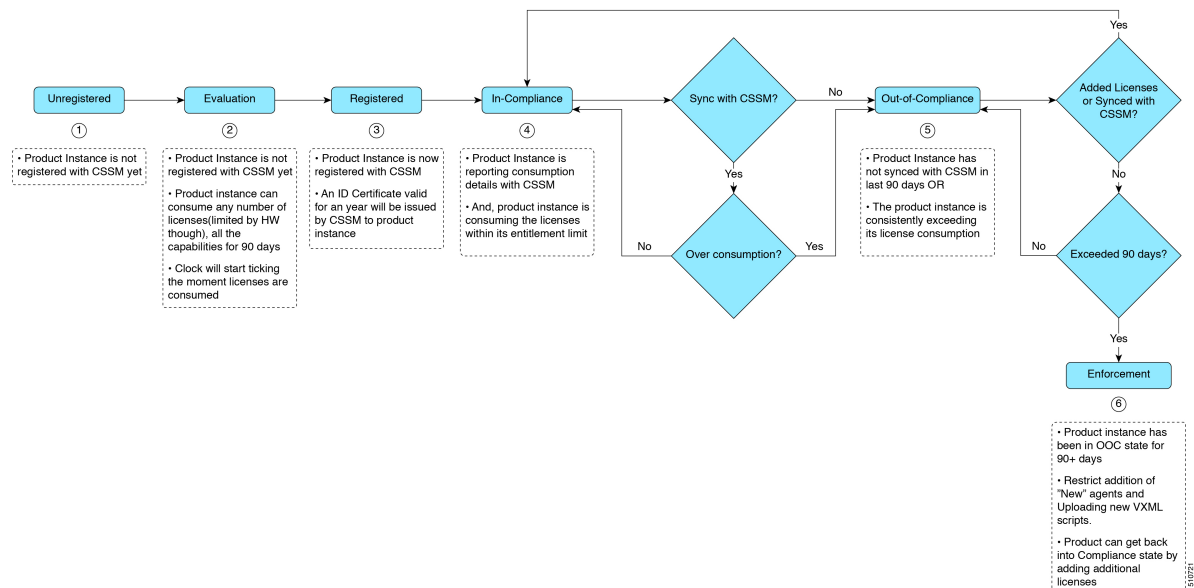 Yes
Unregistered
Evaluation
Registered
In-Compliance
Sync with CSSM?
No
Out-of-Compliance
Added Licenses
or Synced with
CSSM?
1
2
3
4
5
• Product Instance is not
registered with CSSM yet
• Product Instance is not
registered with CSSM yet
• Product instance can
consume any number of
licenses(limited by HW
though), all the
capabilities for 90 days
• Clock will start ticking
the moment licenses are
consumed
• Product Instance is now
registered with CSSM
• An ID Certificate valid
for an year will be issued
by CSSM to product
instance
• Product Instance is
reporting consumption
details with CSSM
• And, product instance is
consuming the licenses
within its entitlement limit
Yes
• Product Instance has
not synced with CSSM in
last 90 days OR
• The product instance is
consistently exceeding
its license consumption
No
No
Over consumption?
Yes
No
Exceeded 90 days?
Yes
Enforcement
6
• Product instance has
been in OOC state for
90+ days
• Restrict addition of
"New" agents and
Uploading new VXML
scripts.
• Product can get back
into Compliance state by
adding additional
licenses
510721